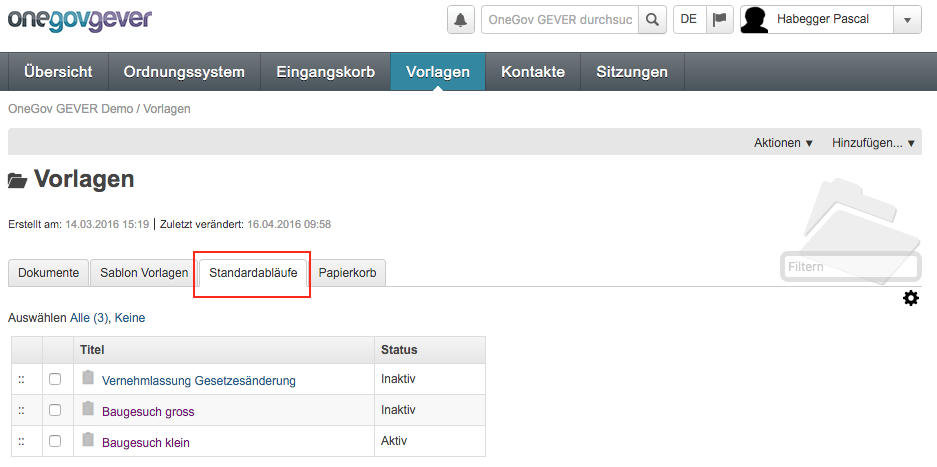 onegovgever
OneGov GEVER durchsuc
DE
Habegger Pascal
Übersicht Ordnungssystem Eingangskorb Vorlagen Kontakte Sitzungen
OneGov GEVER Demo / Vorlagen
Aktionen ▼ Hinzufügen... ▼
Vorlagen
Erstellt am: 14.03.2016 15:19 | Zuletzt verändert: 16.04.2016 09:58
Dokumente Sablon Vorlagen Standardabläufe Papierkorb
Filtern
Auswählen Alle (3), Keine
Titel Status
:: Vernehmlassung Gesetzesänderung Inaktiv
:: Baugesuch gross Inaktiv
:: Baugesuch klein Aktiv